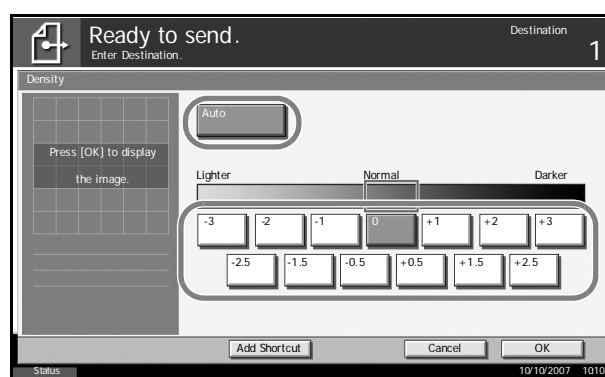 Ready to send.
Destination
Enter Destination.
1
Density
Auto
Press [OK] to display
the image.
Lighter
Normal
Darker
-3
-2
-1
0
+1
+2
+3
-2.5
-1.5
-0.5
+0.5
+1.5
+2.5
Add Shortcut
Cancel
OK
Status
10/10/2007 1010